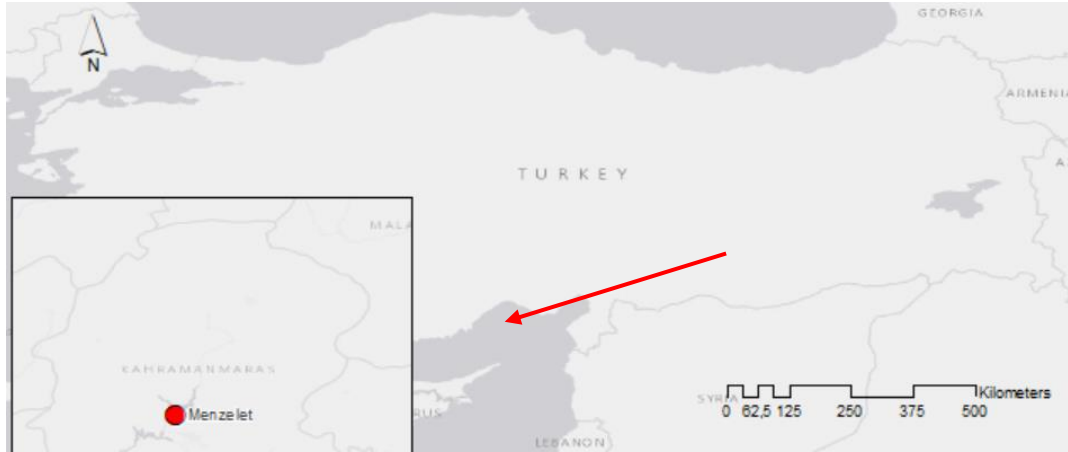 GEORGIA
N
ARMENIA
TURKEY
A
MALA
KAHRAMANMARAS
Menzelet
RUS
SYRIA
Kilometers
0 62,5 125 250 375 500
LEBANON